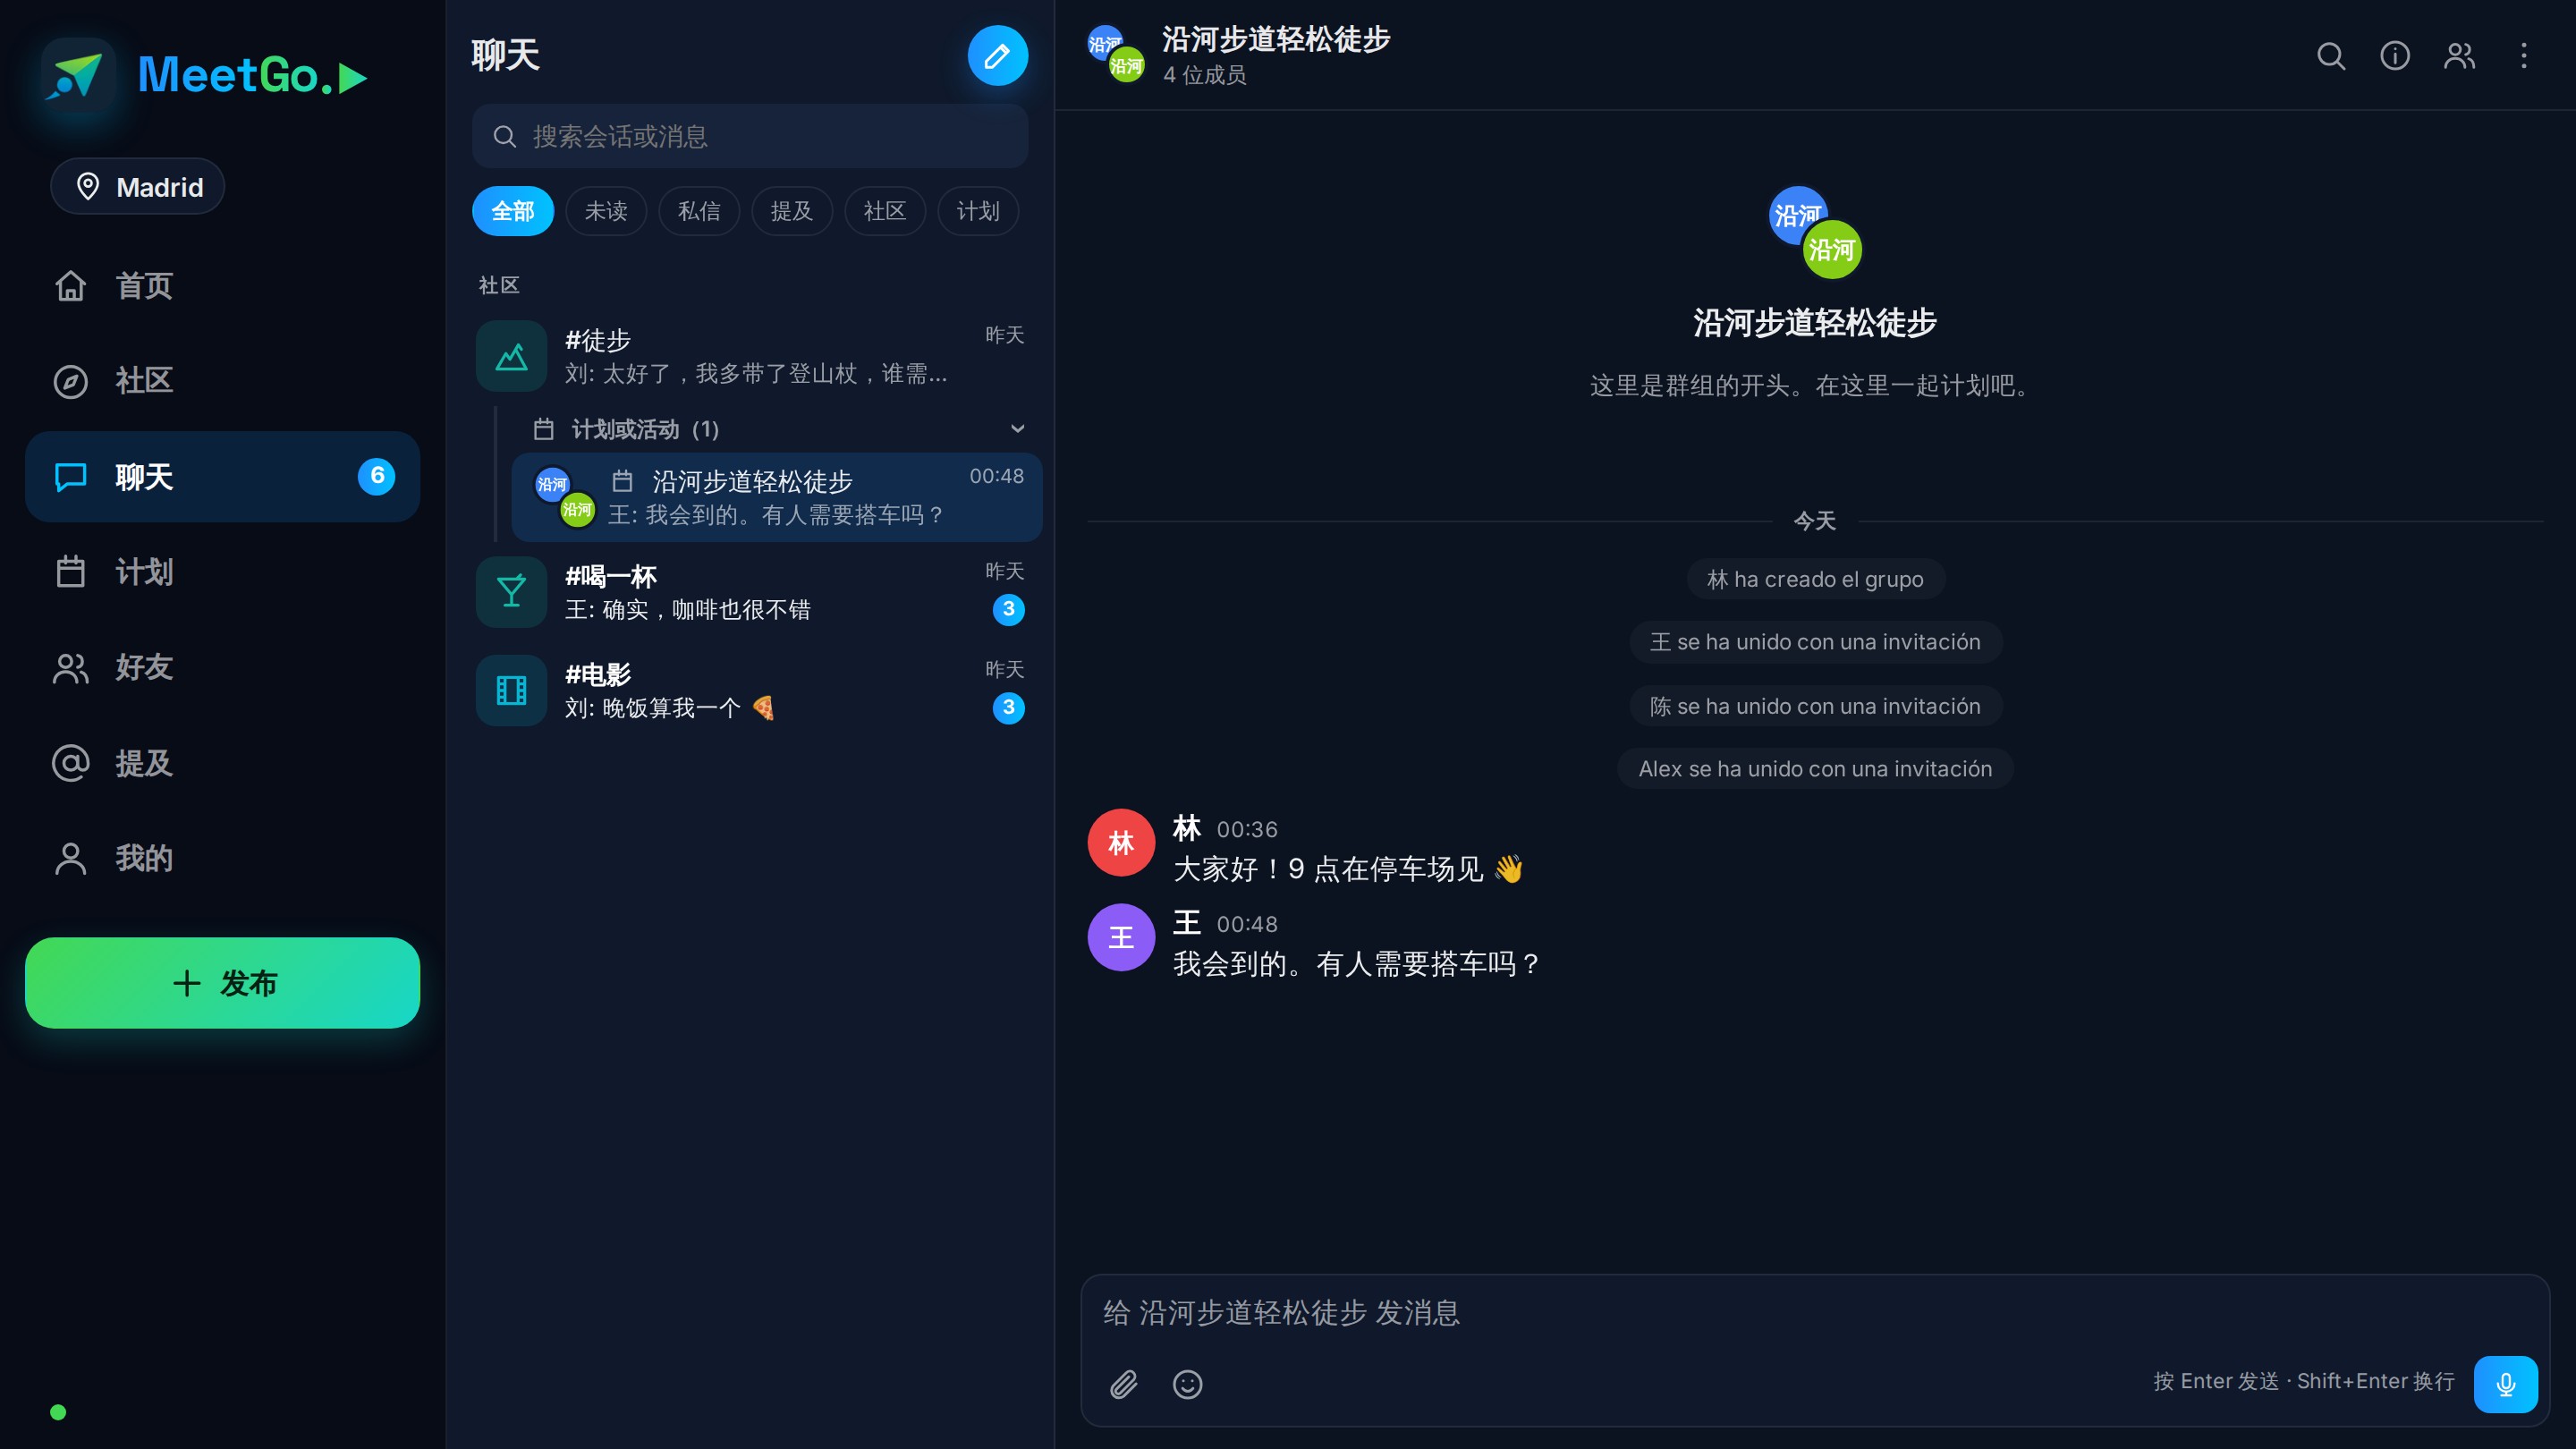 MeetGo.
Madrid
首页
社区
聊天
6
计划
好友
提及
我的
发布
聊天
搜索会话或消息
全部
未读
私信
提及
社区
计划
社区
#徒步
昨天
刘: 太好了，我多带了登山杖，谁需...
计划或活动（1）
沿河
沿河
沿河步道轻松徒步
00:48
王: 我会到的。有人需要搭车吗？
#喝一杯
昨天
王: 确实，咖啡也很不错
3
#电影
昨天
刘: 晚饭算我一个 🍕
3
沿河
沿河
沿河步道轻松徒步
4 位成员
沿河
沿河
沿河步道轻松徒步
这里是群组的开头。在这里一起计划吧。
今天
林 ha creado el grupo
王 se ha unido con una invitación
陈 se ha unido con una invitación
Alex se ha unido con una invitación
林
林 00:36
大家好！9 点在停车场见 👋
王
王 00:48
我会到的。有人需要搭车吗？
给 沿河步道轻松徒步 发消息
按 Enter 发送 · Shift+Enter 换行